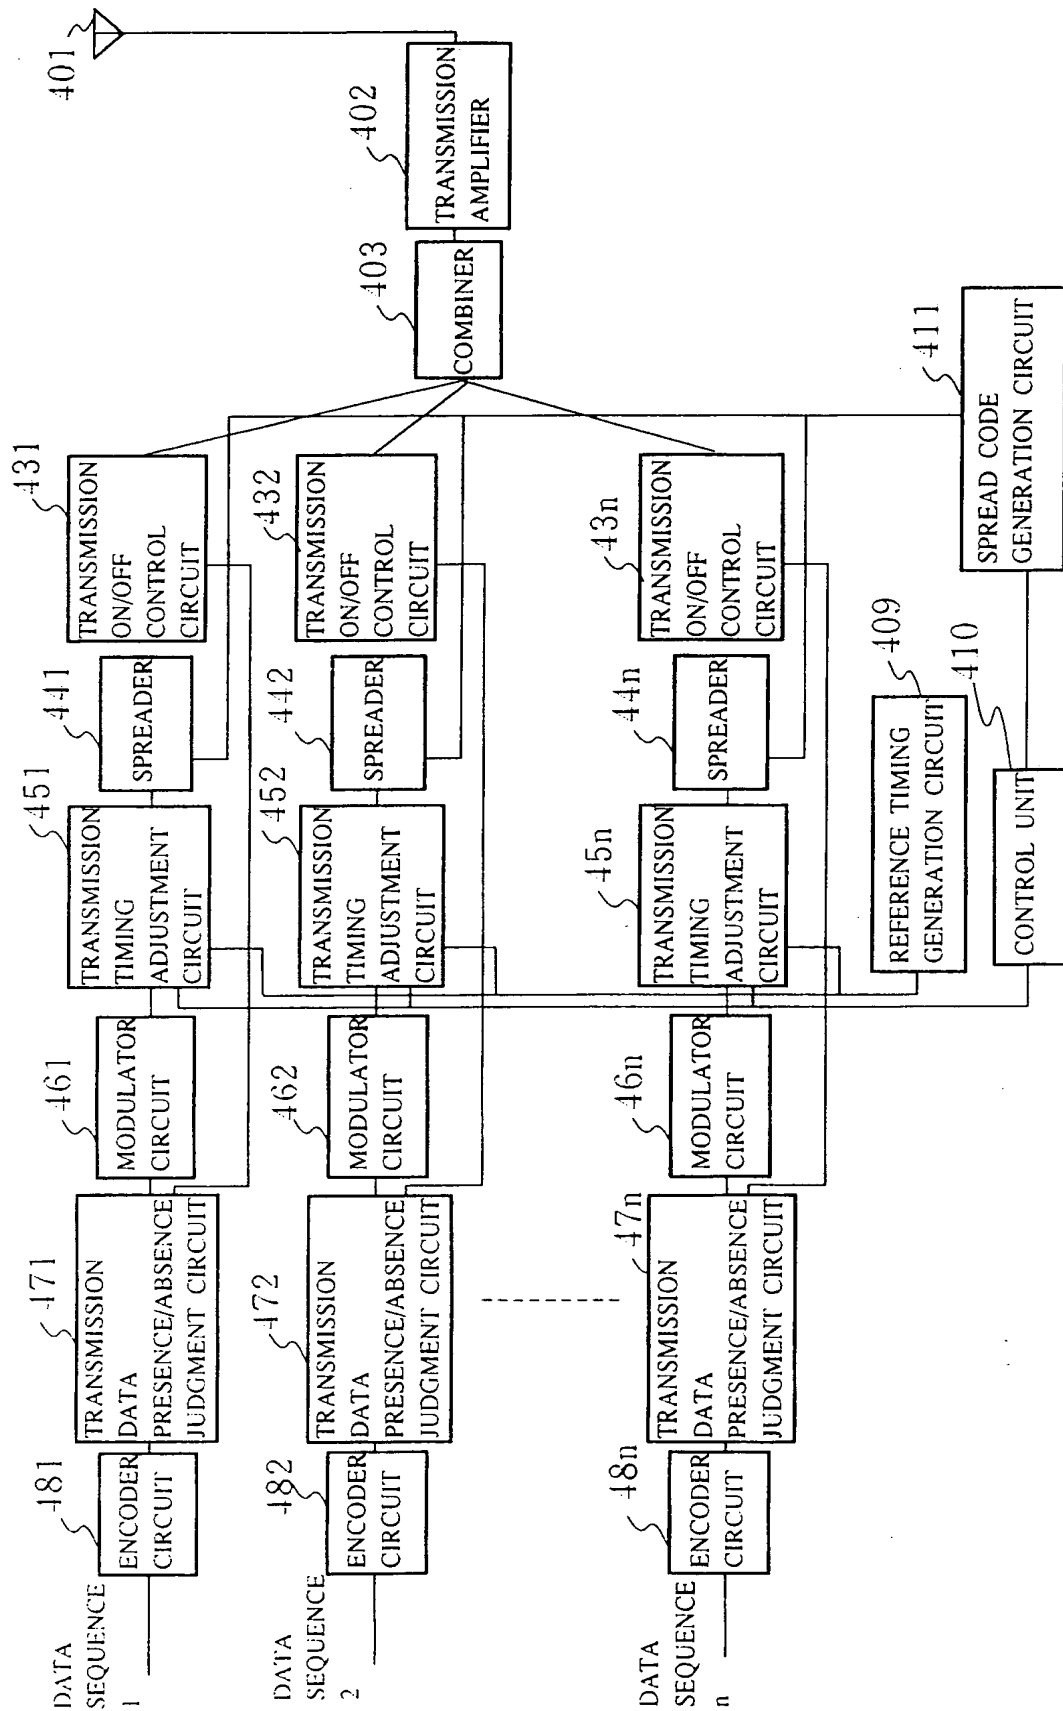 DATA
SEQUENCE
1
481
ENCODER
CIRCUIT
471
TRANSMISSION
DATA
PRESENCE/ABSENCE
JUDGMENT CIRCUIT
461
MODULATOR
CIRCUIT
451
TRANSMISSION
TIMING
ADJUSTMENT
CIRCUIT
441
SPREADER
431
TRANSMISSION
ON/OFF
CONTROL
CIRCUIT
401
DATA
SEQUENCE
2
482
ENCODER
CIRCUIT
472
TRANSMISSION
DATA
PRESENCE/ABSENCE
JUDGMENT CIRCUIT
462
MODULATOR
CIRCUIT
452
TRANSMISSION
TIMING
ADJUSTMENT
CIRCUIT
442
SPREADER
432
TRANSMISSION
ON/OFF
CONTROL
CIRCUIT
403
COMBINER
402
TRANSMISSION
AMPLIFIER
DATA
SEQUENCE
n
48n
ENCODER
CIRCUIT
47n
TRANSMISSION
DATA
PRESENCE/ABSENCE
JUDGMENT CIRCUIT
46n
MODULATOR
CIRCUIT
45n
TRANSMISSION
TIMING
ADJUSTMENT
CIRCUIT
44n
SPREADER
43n
TRANSMISSION
ON/OFF
CONTROL
CIRCUIT
409
REFERENCE TIMING
GENERATION CIRCUIT
410
CONTROL UNIT
411
SPREAD CODE
GENERATION CIRCUIT